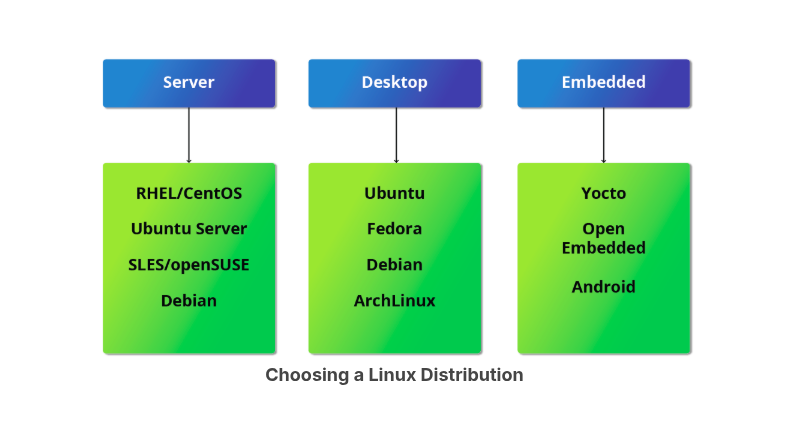 Server
Desktop
Embedded
RHEL/CentOS
Ubuntu Server
SLES/openSUSE
Debian
Ubuntu
Fedora
Debian
ArchLinux
Yocto
Open
Embedded
Android
Choosing a Linux Distribution